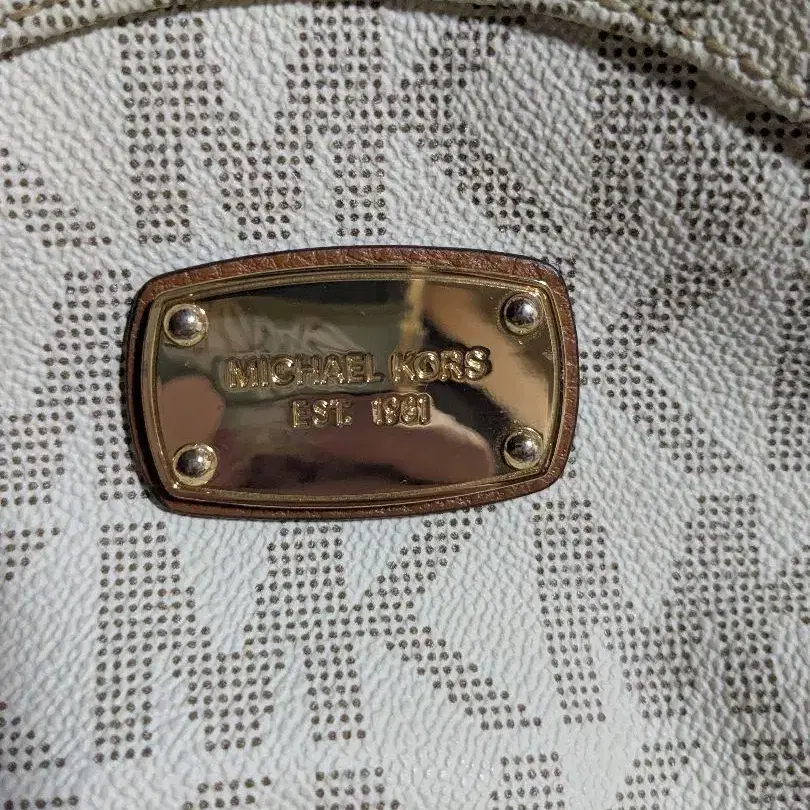 MICHAEL KORS
EST. 1981